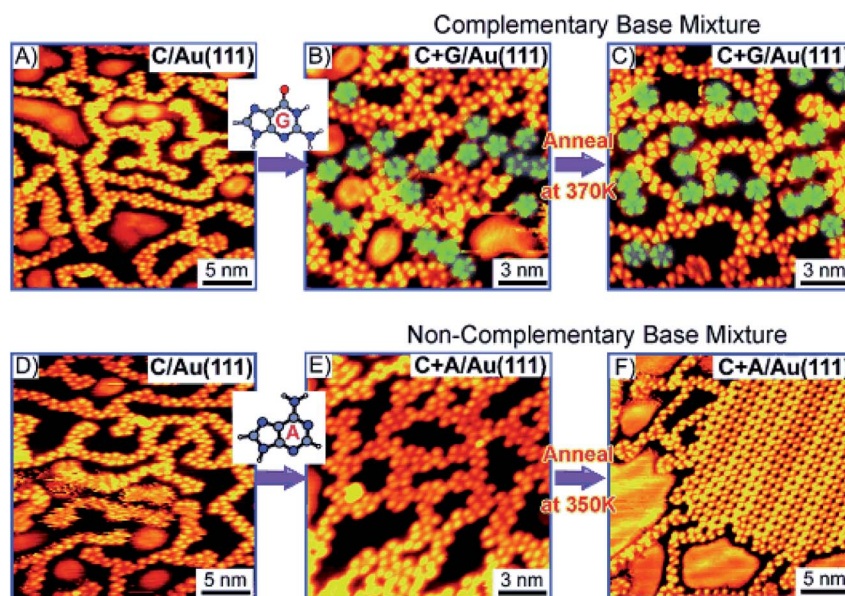 Complementary Base Mixture
A) C/Au(111)
G
B) C+G/Au(111)
Anneal
at 370K
C) C+G/Au(111)
5 nm
3 nm
3 nm
Non-Complementary Base Mixture
D) C/Au(111)
A
E) C+A/Au(111)
Anneal
at 350K
F) C+A/Au(111)
5 nm
3 nm
5 nm